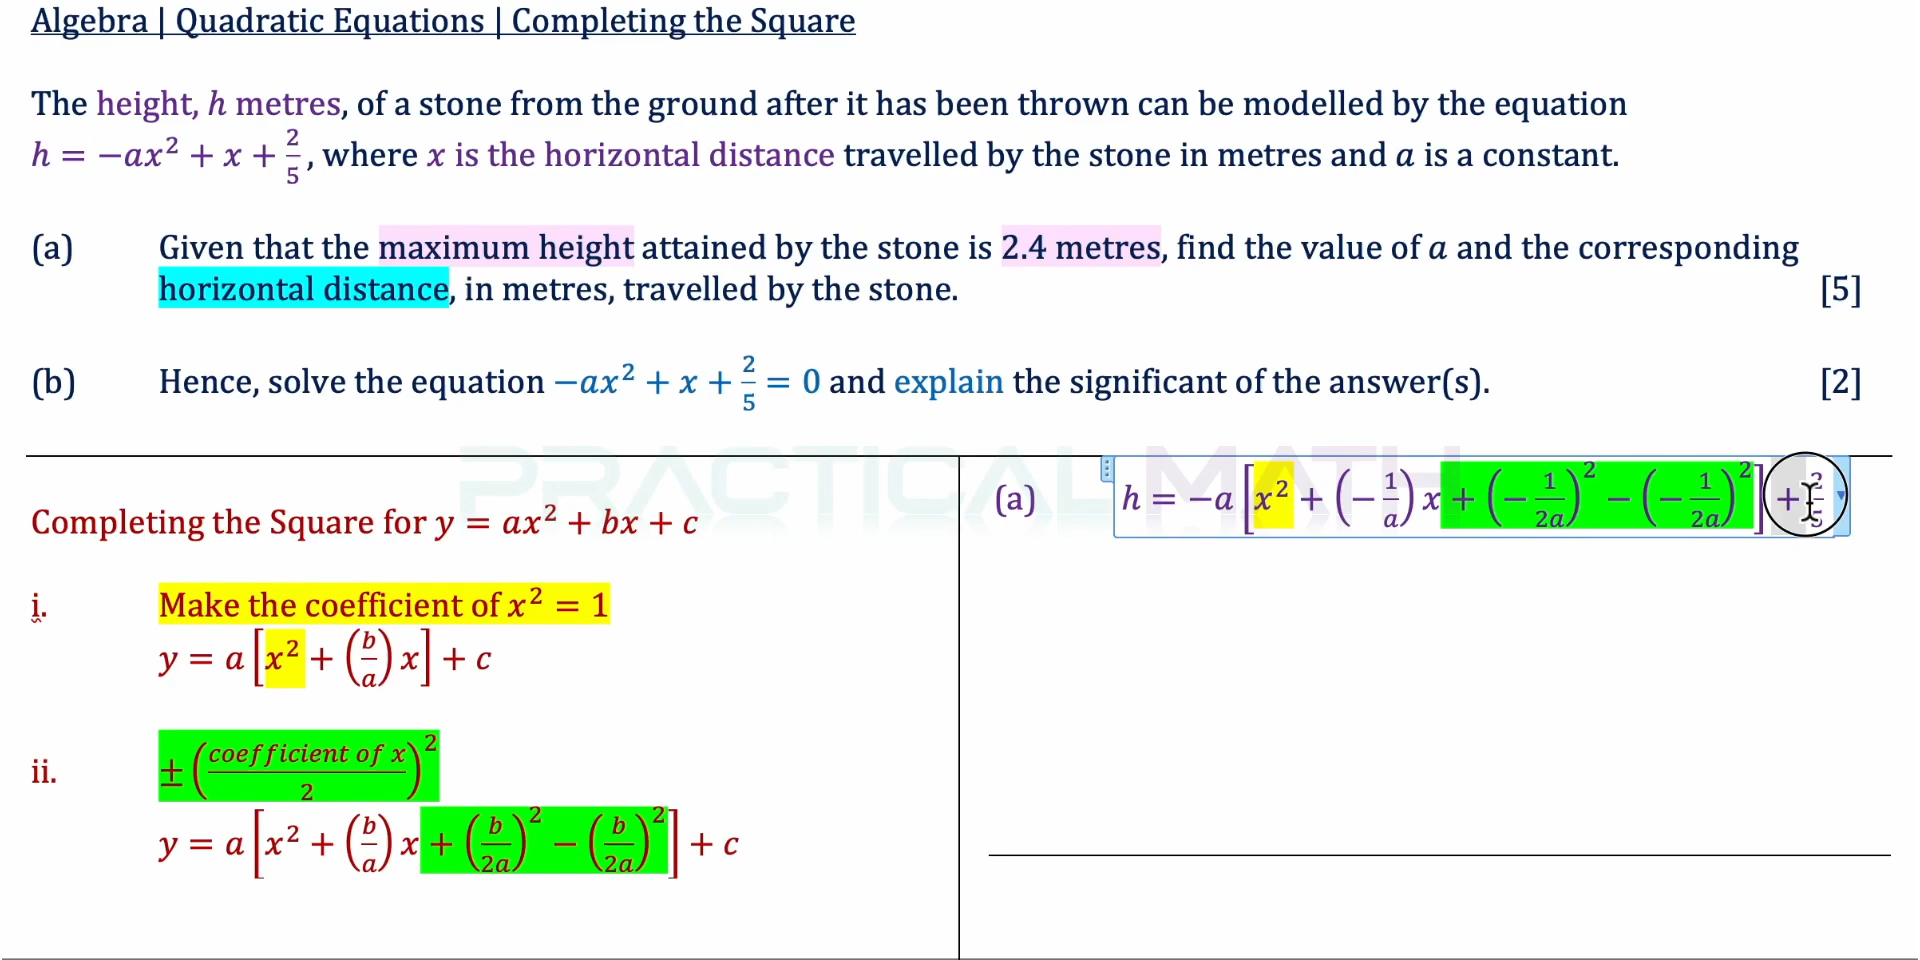 Algebra | Quadratic Equations | Completing the Square
The height, h metres, of a stone from the ground after it has been thrown can be modelled by the equation
h = −ax² + x + 2/5, where x is the horizontal distance travelled by the stone in metres and a is a constant.
(a) Given that the maximum height attained by the stone is 2.4 metres, find the value of a and the corresponding
horizontal distance, in metres, travelled by the stone. [5]
(b) Hence, solve the equation −ax² + x + 2/5 = 0 and explain the significant of the answer(s). [2]
PRACTICAL MATH
Completing the Square for y = ax² + bx + c
i. Make the coefficient of x² = 1
y = a[x² + (b/a)x] + c
ii. ±(coefficient of x/2)²
y = a[x² + (b/a)x + (b/2a)² − (b/2a)²] + c
(a) h = −a[x² + (−1/a)x + (−1/2a)² − (−1/2a)²] + 2/5